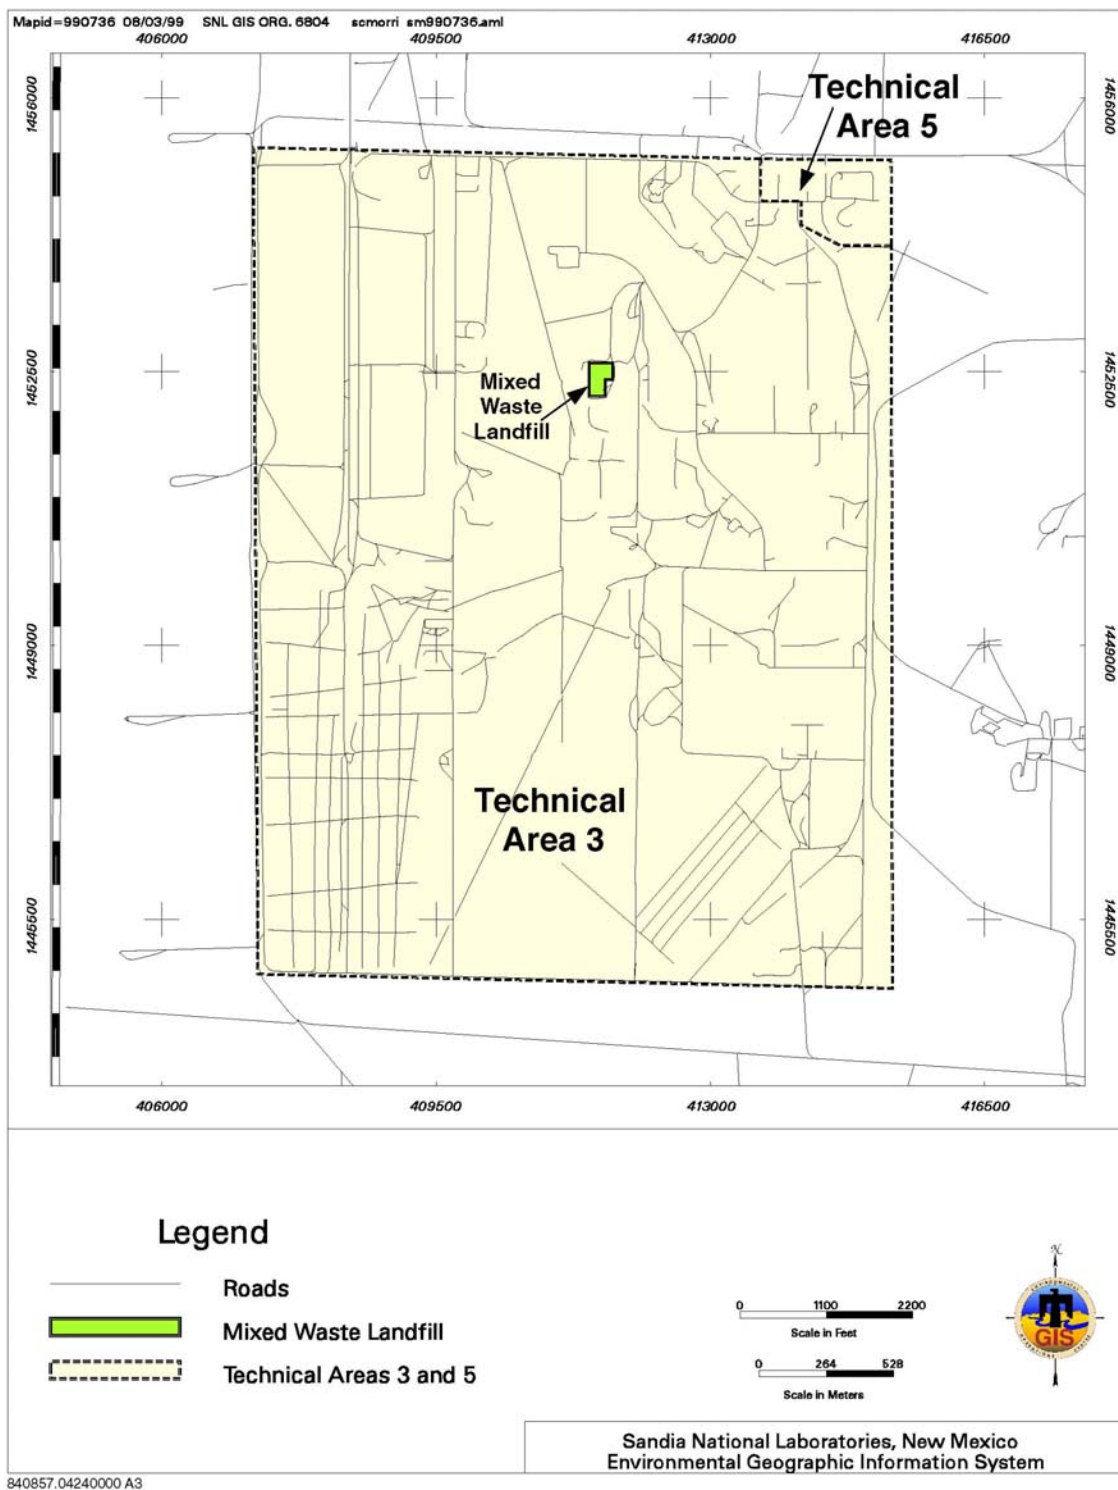 Mapid=990736 08/03/99 SNL GIS ORG. 6804 scmorri sm990736.aml
406000 409500 413000 416500
1456000 1456000
Technical
Area 5
1452500 1452500
Mixed
Waste
Landfill
1449000 1449000
Technical
Area 3
1445500 1445500
406000 409500 413000 416500
Legend
Roads
Mixed Waste Landfill
Technical Areas 3 and 5
0 1100 2200
Scale in Feet
0 264 528
Scale in Meters
N
GIS
Sandia National Laboratories, New Mexico
Environmental Geographic Information System
840857.04240000 A3